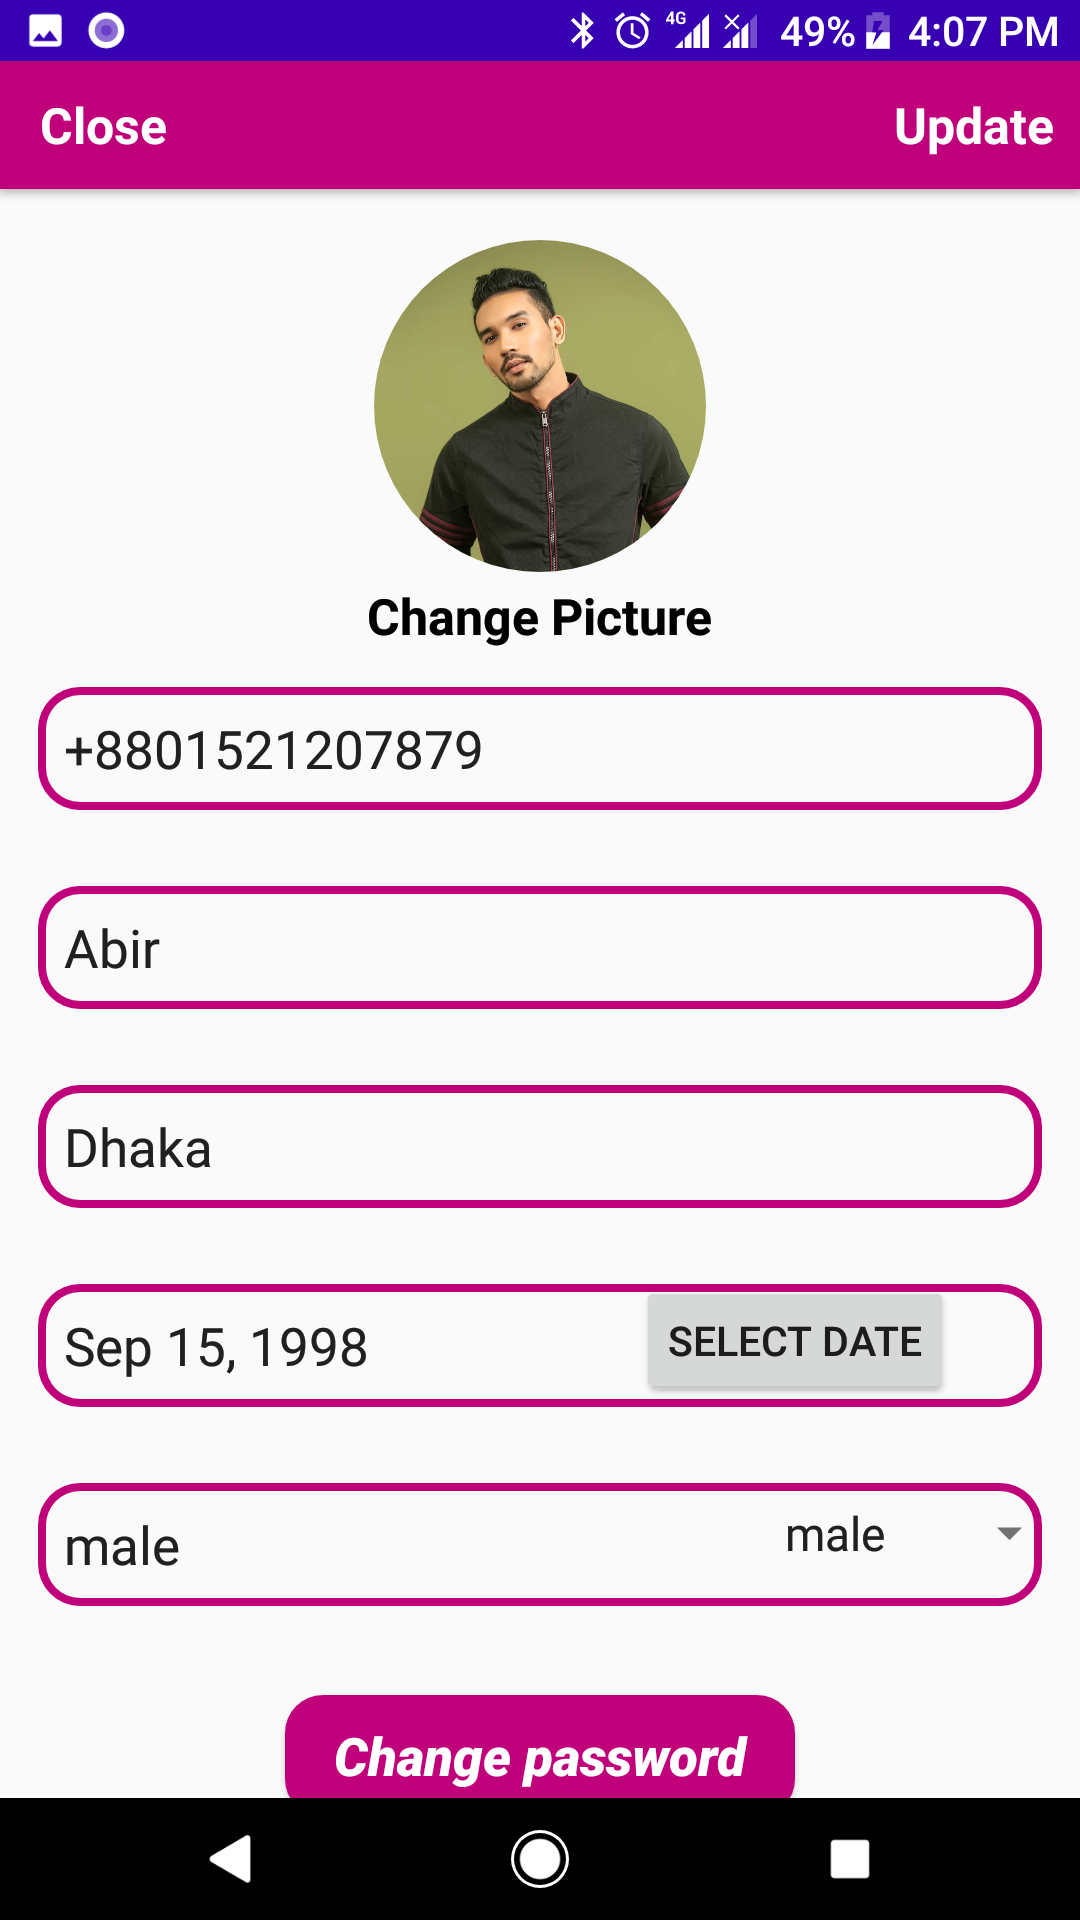 4G 49% 4:07 PM
Close Update
Change Picture
+8801521207879
Abir
Dhaka
Sep 15, 1998 SELECT DATE
male male
Change password